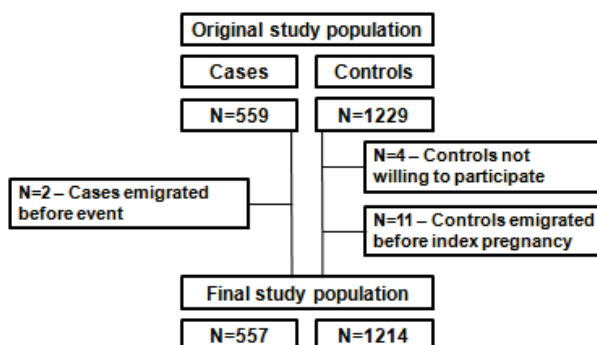 Original study population
Cases
Controls
N=559
N=1229
N=4 – Controls not
willing to participate
N=2 – Cases emigrated
before event
N=11 – Controls emigrated
before index pregnancy
Final study population
N=557
N=1214